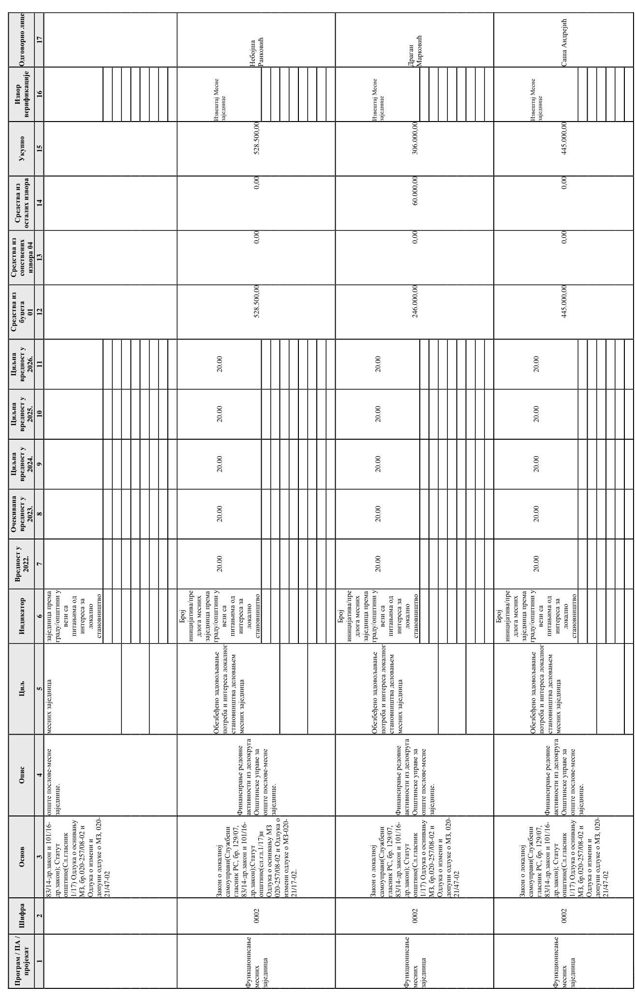 Програм / ПА /
пројекат
Шифра
Основ
Опис
Циљ
Индикатор
Вредност у
2022.
Очекивана
вредност у
2023.
Циљна
вредност у
2024.
Циљна
вредност у
2025.
Циљна
вредност у
2026.
Средства из
буџета
01
Средства из
сопствених
извора 04
Средства из
осталих извора
Укупно
Извор
верификације
Одговорно лице
1
2
3
4
5
6
7
8
9
10
11
12
13
14
15
16
17
83/14-др.закон и 101/16-
др.закон); Статут
општине(Сл.гласник
1/17) Одлука о оснивању
МЗ, бр.020-257/08-02 и
Одлука о измени и
допуни одлуке о МЗ, 020-
21/47-02
опште послове-месне
заједнице.
месних заједница
заједница према
граду/општини у
вези са
питањима од
интереса за
локално
становништво
Функционисање
месних
заједница
0002
Закон о локалној
самоуправи(Службени
гласник РС, бр. 129/07,
83/14-др.закон и 101/16-
др.закон);Статут
општине(сл.гл.1/17)и
Одлука о оснивању МЗ
020-257/08-02 и Одлука о
измени одлуке о МЗ-020-
21/17-02.
Финансирање редовне
активности из делокруга
Општинске управе за
опште послове-месне
заједнице.
Обезбеђено задовољавање
потреба и интереса локалног
становништва деловањем
месних заједница
Број
иницијатива/пре
длога месних
заједница према
граду/општини у
вези са
питањима од
интереса за
локално
становништво
20.00
20.00
20.00
20.00
20.00
528.500,00
0,00
0,00
528.500,00
Извештај Месне
заједнице
Небојша
Ранковић
Функционисање
месних
заједница
0002
Закон о локалној
самоуправи(Службени
гласник РС, бр. 129/07,
83/14-др.закон и 101/16-
др.закон); Статут
општине(Сл.гласник
1/17) Одлука о оснивању
МЗ, бр.020-257/08-02 и
Одлука о измени и
допуни одлуке о МЗ, 020-
21/47-02
Финансирање редовне
активности из делокруга
Општинске управе за
опште послове-месне
заједнице.
Обезбеђено задовољавање
потреба и интереса локалног
становништва деловањем
месних заједница
Број
иницијатива/пре
длога месних
заједница према
граду/општини у
вези са
питањима од
интереса за
локално
становништво
20.00
20.00
20.00
20.00
20.00
246.000,00
0,00
60.000,00
306.000,00
Извештај Месне
заједнице
Драган
Марковић
Функционисање
месних
заједница
0002
Закон о локалној
самоуправи(Службени
гласник РС, бр. 129/07,
83/14-др.закон и 101/16-
др.закон); Статут
општине(Сл.гласник
1/17) Одлука о оснивању
МЗ, бр.020-257/08-02 и
Одлука о измени и
допуни одлуке о МЗ, 020-
21/47-02
Финансирање редовне
активности из делокруга
Општинске управе за
опште послове-месне
заједнице.
Обезбеђено задовољавање
потреба и интереса локалног
становништва деловањем
месних заједница
Број
иницијатива/пре
длога месних
заједница према
граду/општини у
вези са
питањима од
интереса за
локално
становништво
20.00
20.00
20.00
20.00
20.00
445.000,00
0,00
0,00
445.000,00
Извештај Месне
заједнице
Саша Андрејић